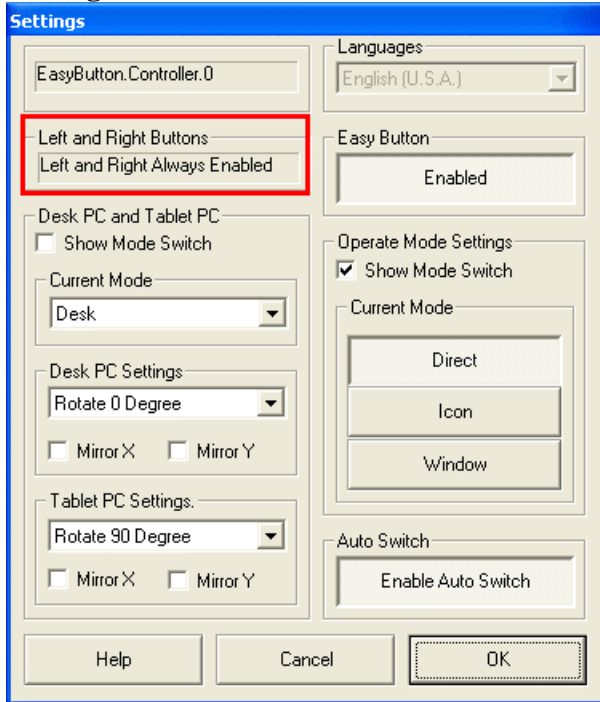 Settings
EasyButton.Controller.0
Left and Right Buttons
Left and Right Always Enabled
Desk PC and Tablet PC
Show Mode Switch
Current Mode
Desk
Desk PC Settings
Rotate 0 Degree
Mirror X Mirror Y
Tablet PC Settings.
Rotate 90 Degree
Mirror X Mirror Y
Languages
English (U.S.A.)
Easy Button
Enabled
Operate Mode Settings
Show Mode Switch
Current Mode
Direct
Icon
Window
Auto Switch
Enable Auto Switch
Help Cancel OK